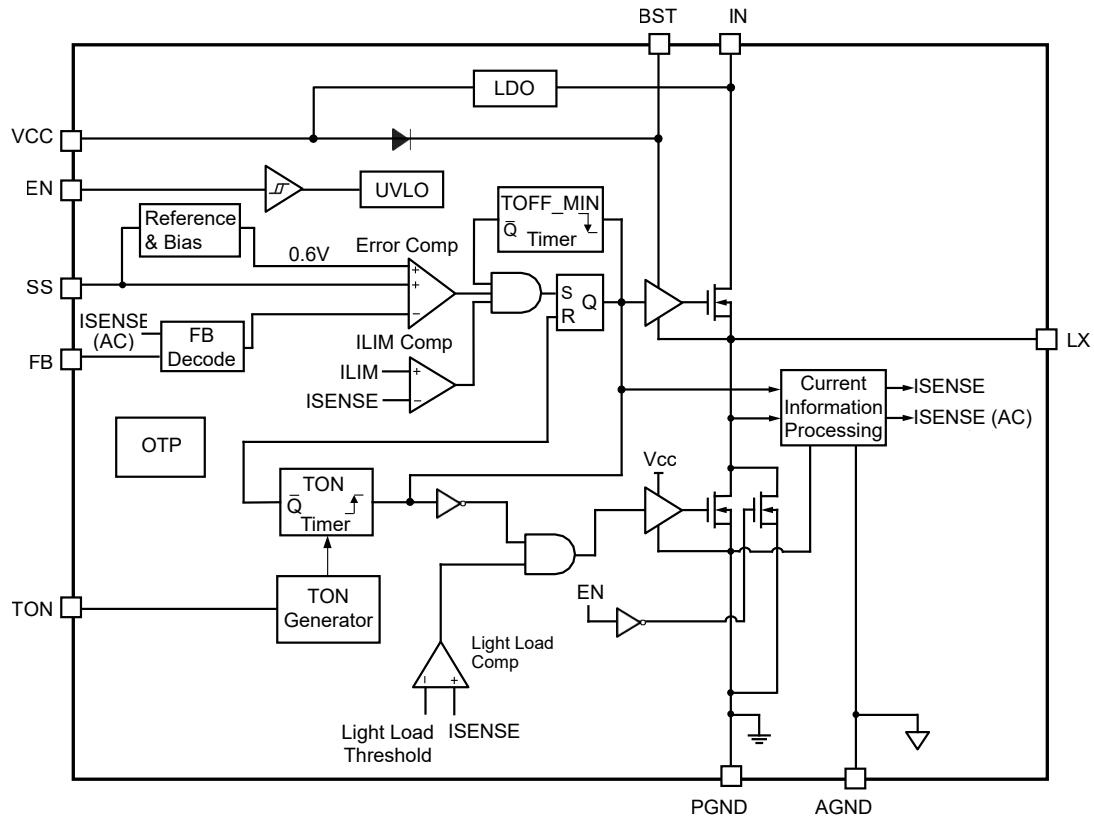 BST
IN
LDO
VCC
EN
UVLO
TOFF_MIN
Q̅
Timer
Reference
& Bias
0.6V
Error Comp
+
+
−
SS
S
Q
R
ISENSE
(AC)
FB
Decode
FB
ILIM Comp
ILIM
+
ISENSE
−
LX
Current
Information
Processing
ISENSE
ISENSE (AC)
OTP
Vcc
TON
Q̅
Timer
TON
TON
Generator
EN
Light Load
Comp
−
+
Light Load
Threshold
ISENSE
PGND
AGND